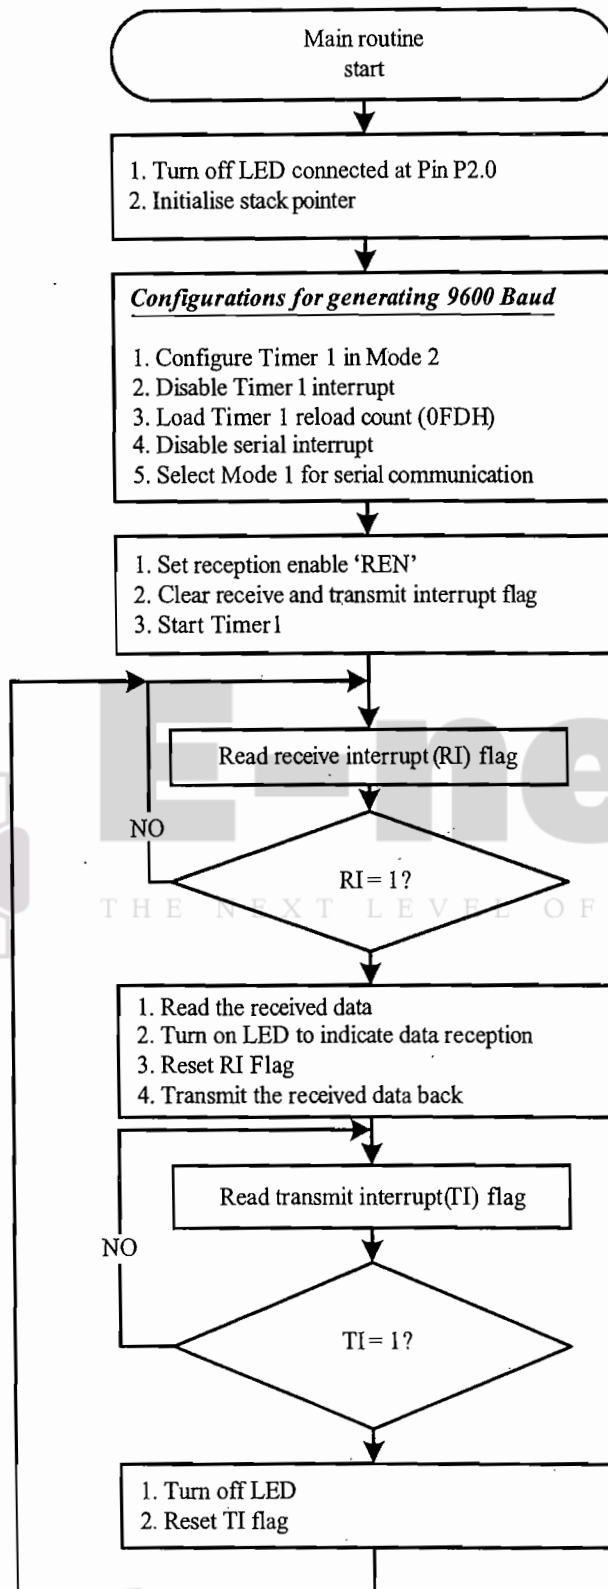 Main routine
start
1. Turn off LED connected at Pin P2.0
2. Initialise stack pointer
Configurations for generating 9600 Baud
1. Configure Timer 1 in Mode 2
2. Disable Timer 1 interrupt
3. Load Timer 1 reload count (0FDH)
4. Disable serial interrupt
5. Select Mode 1 for serial communication
1. Set reception enable ‘REN’
2. Clear receive and transmit interrupt flag
3. Start Timer1
E-ne
Read receive interrupt (RI) flag
NO
RI = 1?
THE NEXT LEVEL OF
1. Read the received data
2. Turn on LED to indicate data reception
3. Reset RI Flag
4. Transmit the received data back
Read transmit interrupt(TI) flag
NO
TI = 1?
1. Turn off LED
2. Reset TI flag